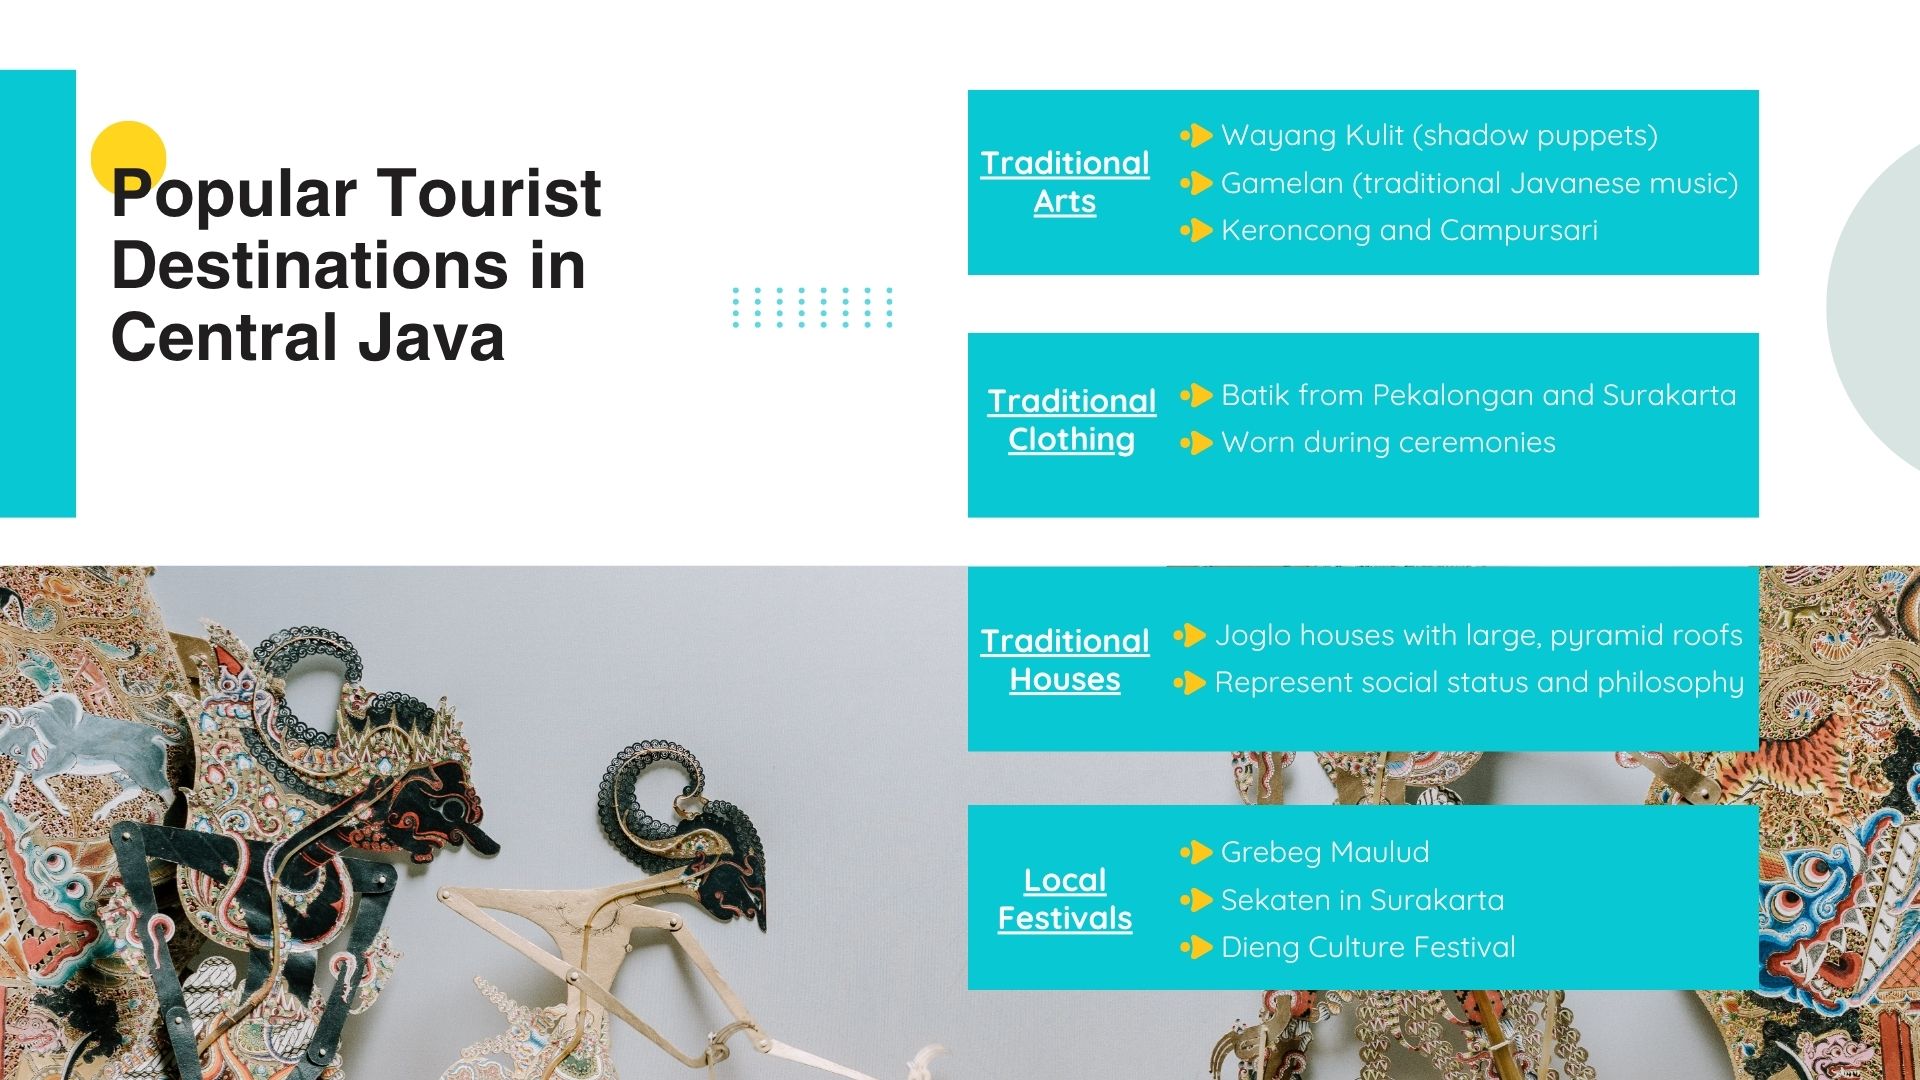 Popular Tourist
Destinations in
Central Java
Traditional
Arts
Wayang Kulit (shadow puppets)
Gamelan (traditional Javanese music)
Keroncong and Campursari
Traditional
Clothing
Batik from Pekalongan and Surakarta
Worn during ceremonies
Traditional
Houses
Joglo houses with large, pyramid roofs
Represent social status and philosophy
Local
Festivals
Grebeg Maulud
Sekaten in Surakarta
Dieng Culture Festival